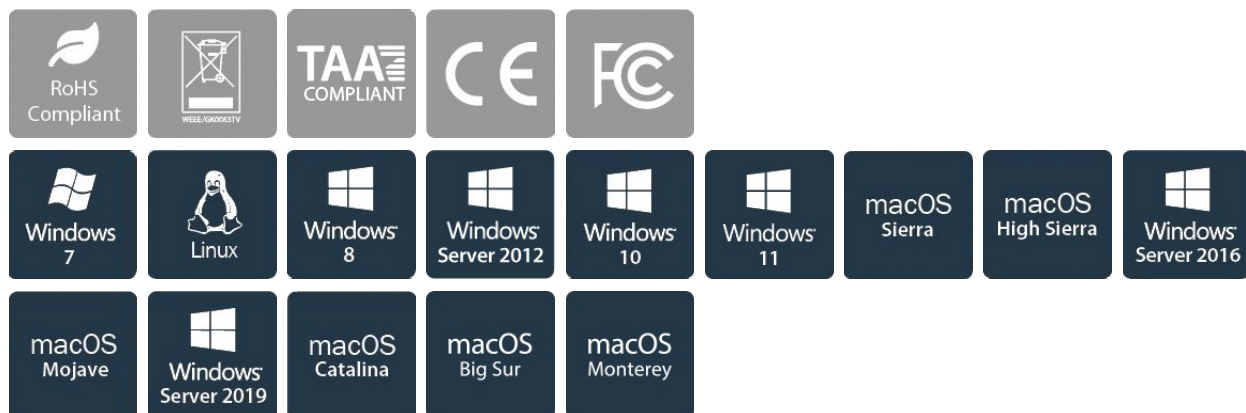 RoHS
Compliant
WEEE/GK0063TV
TAA
COMPLIANT
CE
FC
Windows
7
Linux
Windows
8
Windows
Server 2012
Windows
10
Windows
11
macOS
Sierra
macOS
High Sierra
Windows
Server 2016
macOS
Mojave
Windows
Server 2019
macOS
Catalina
macOS
Big Sur
macOS
Monterey